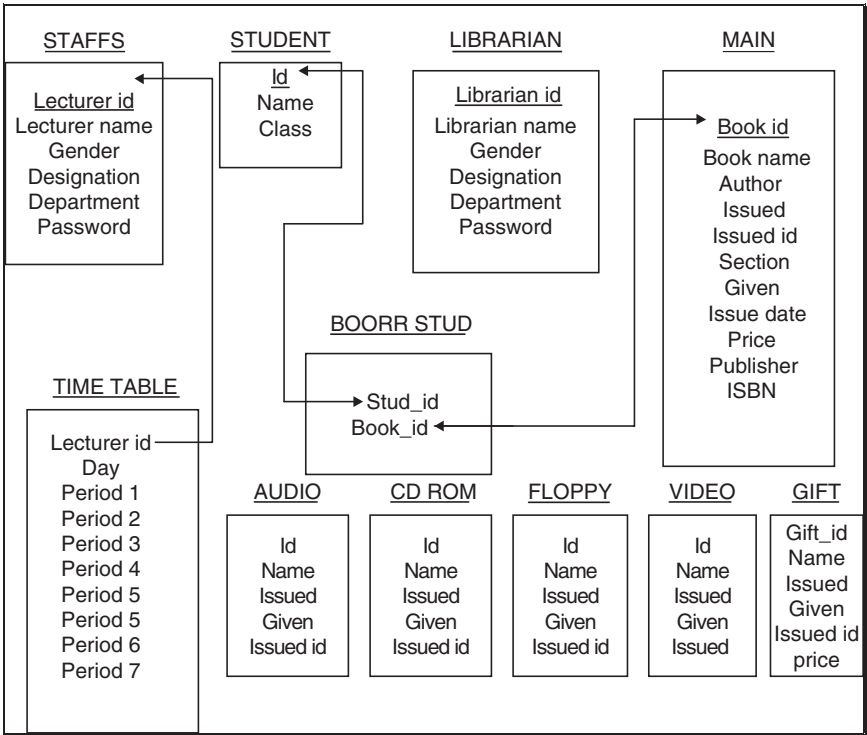 STAFFS
Lecturer id
Lecturer name
Gender
Designation
Department
Password
STUDENT
Id
Name
Class
LIBRARIAN
Librarian id
Librarian name
Gender
Designation
Department
Password
MAIN
Book id
Book name
Author
Issued
Issued id
Section
Given
Issue date
Price
Publisher
ISBN
BOORR STUD
Stud_id
Book_id
TIME TABLE
Lecturer id
Day
Period 1
Period 2
Period 3
Period 4
Period 5
Period 5
Period 6
Period 7
AUDIO
Id
Name
Issued
Given
Issued id
CD ROM
Id
Name
Issued
Given
Issued id
FLOPPY
Id
Name
Issued
Given
Issued id
VIDEO
Id
Name
Issued
Given
Issued
GIFT
Gift_id
Name
Issued
Given
Issued id
price